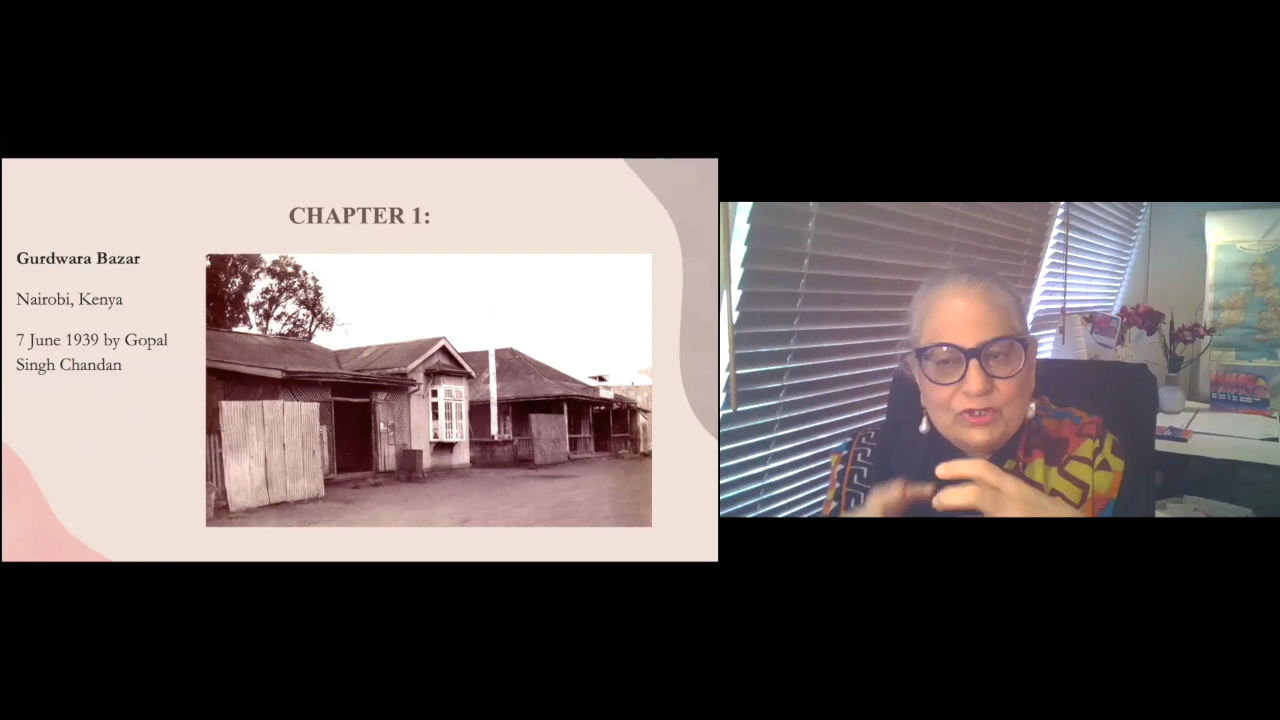 CHAPTER 1:
Gurdwara Bazar
Nairobi, Kenya
7 June 1939 by Gopal
Singh Chandan